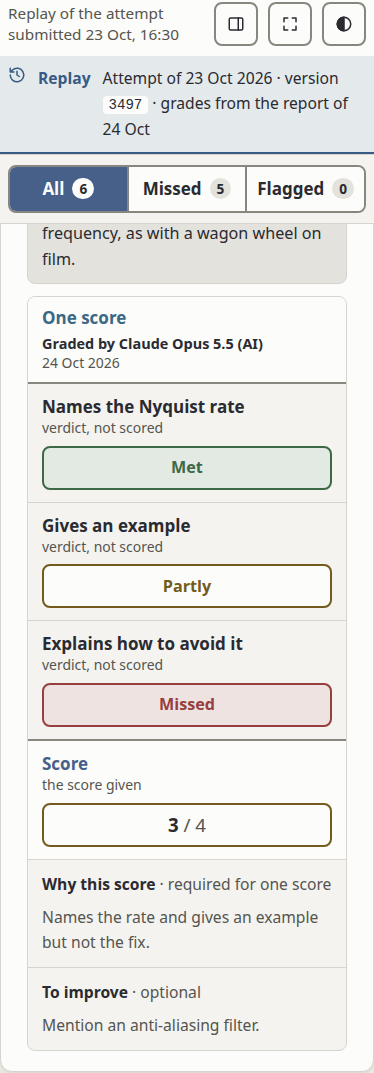 Replay of the attempt
submitted 23 Oct, 16:30
Replay Attempt of 23 Oct 2026 · version
3497 · grades from the report of
24 Oct
All 6 Missed 5 Flagged 0
frequency, as with a wagon wheel on
film.
One score
Graded by Claude Opus 5.5 (AI)
24 Oct 2026
Names the Nyquist rate
verdict, not scored
Met
Gives an example
verdict, not scored
Partly
Explains how to avoid it
verdict, not scored
Missed
Score
the score given
3 / 4
Why this score · required for one score
Names the rate and gives an example
but not the fix.
To improve · optional
Mention an anti-aliasing filter.